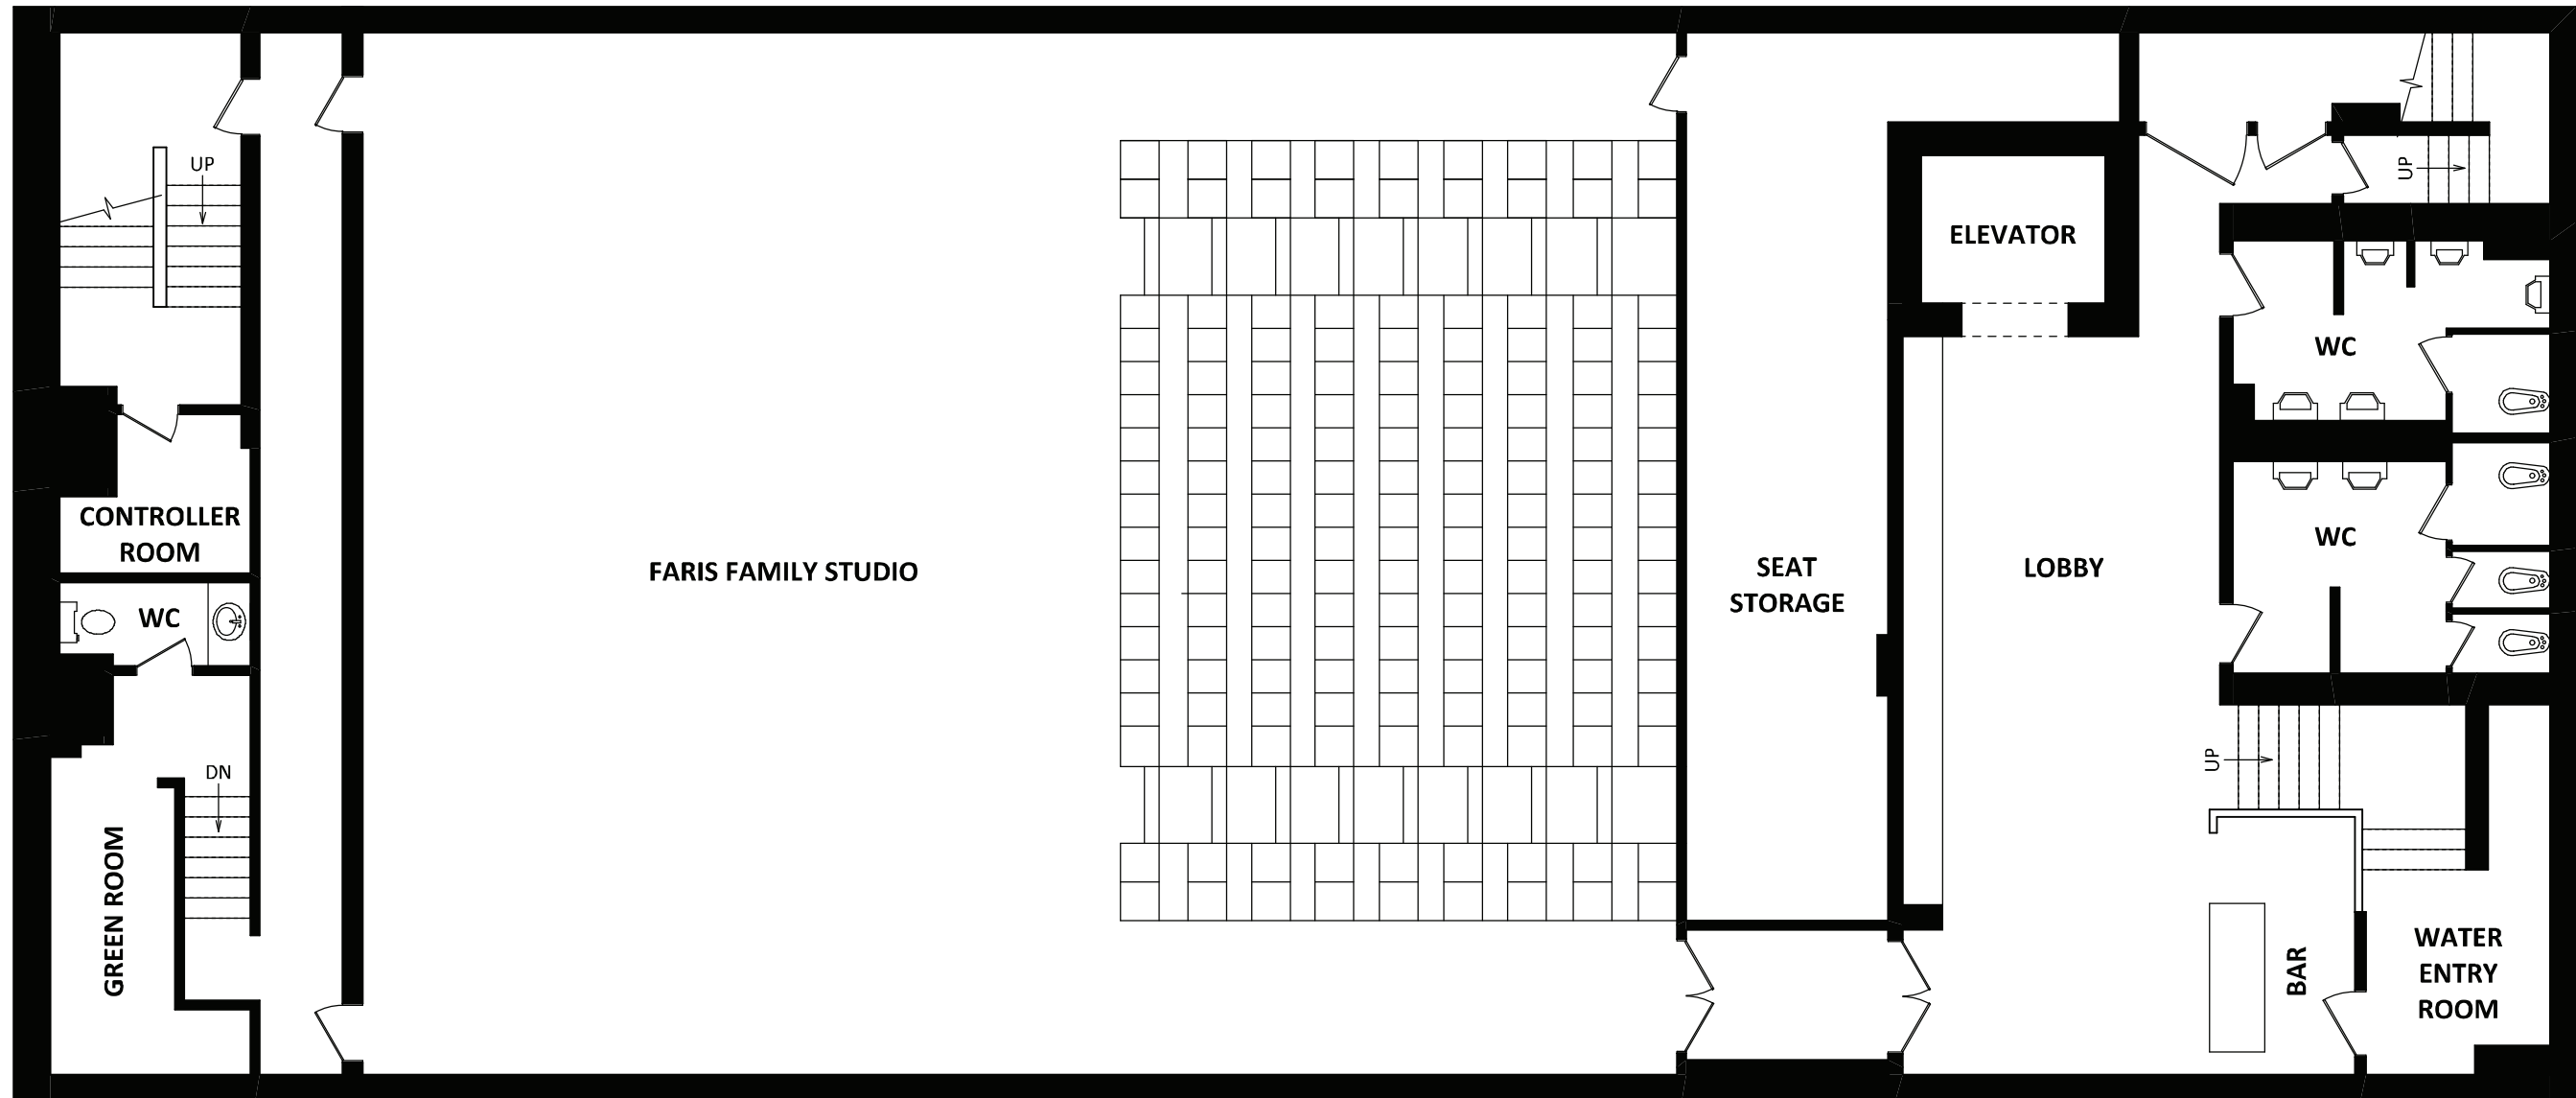 UP
UP
ELEVATOR
WC
CONTROLLER
ROOM
WC
FARIS FAMILY STUDIO
SEAT
STORAGE
LOBBY
WC
UP
DN
GREEN ROOM
BAR
WATER
ENTRY
ROOM